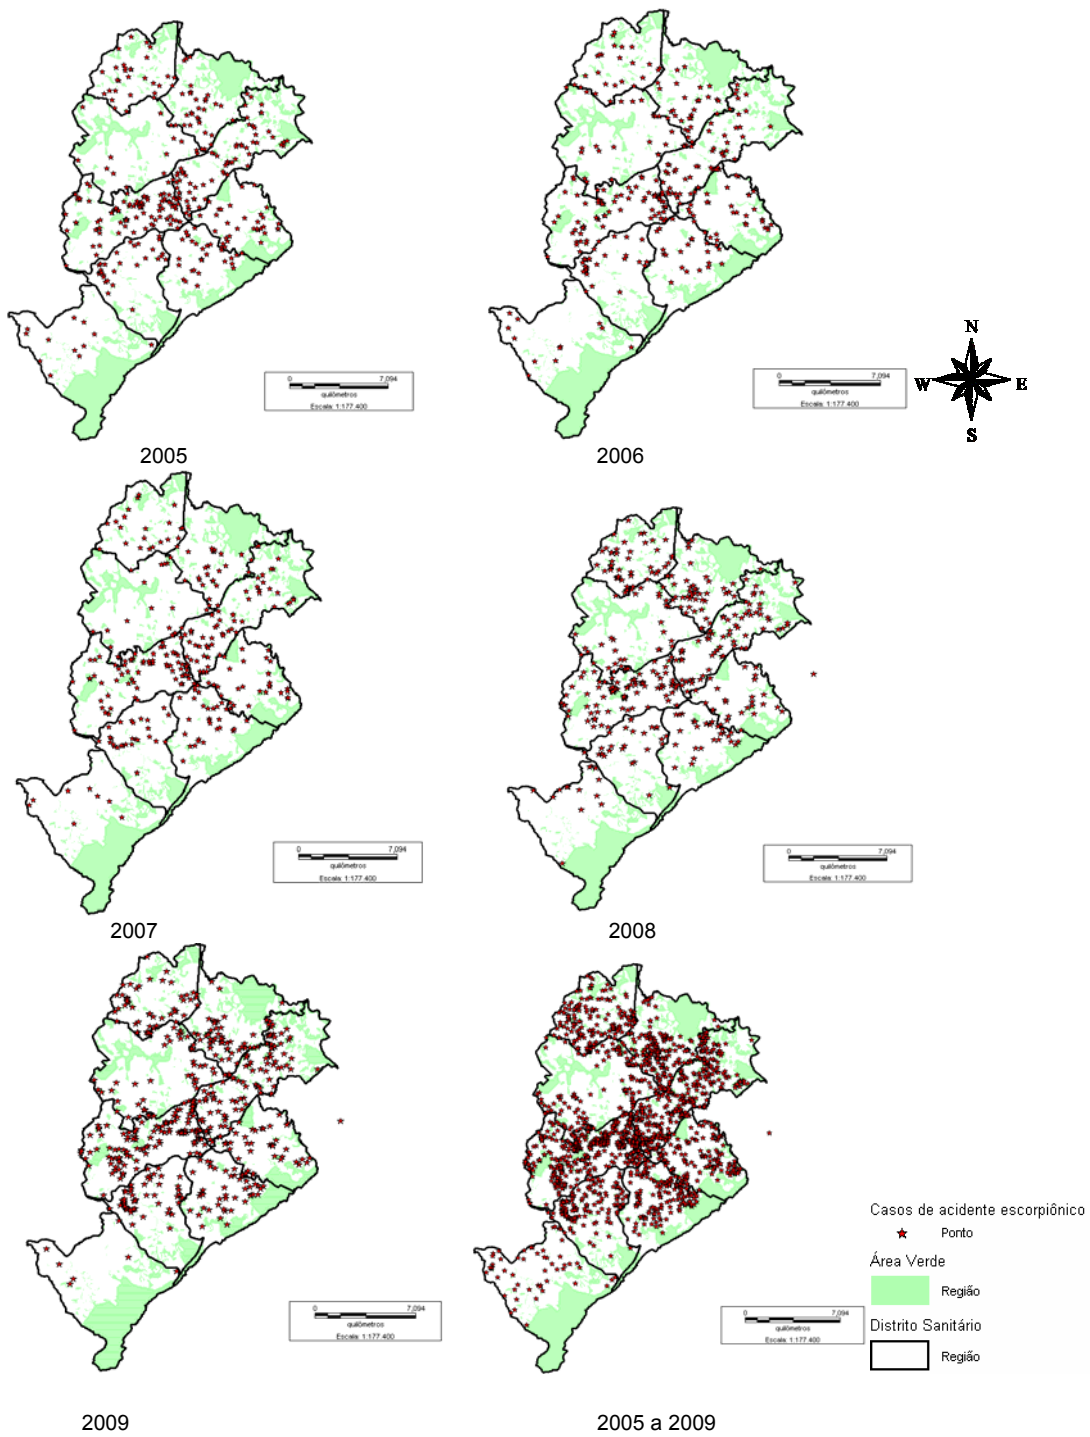 0 7,094
quilômetros
Escala: 1:177.400
0 7,094
quilômetros
Escala: 1:177.400
N
W E
S
2005 2006
0 7,094
quilômetros
Escala: 1:177.400
0 7,094
quilômetros
Escala: 1:177.400
2007 2008
0 7,094
quilômetros
Escala: 1:177.400
0 7,094
quilômetros
Escala: 1:177.400
Casos de acidente escorpiônico
Ponto
Área Verde
Região
Distrito Sanitário
Região
2009 2005 a 2009